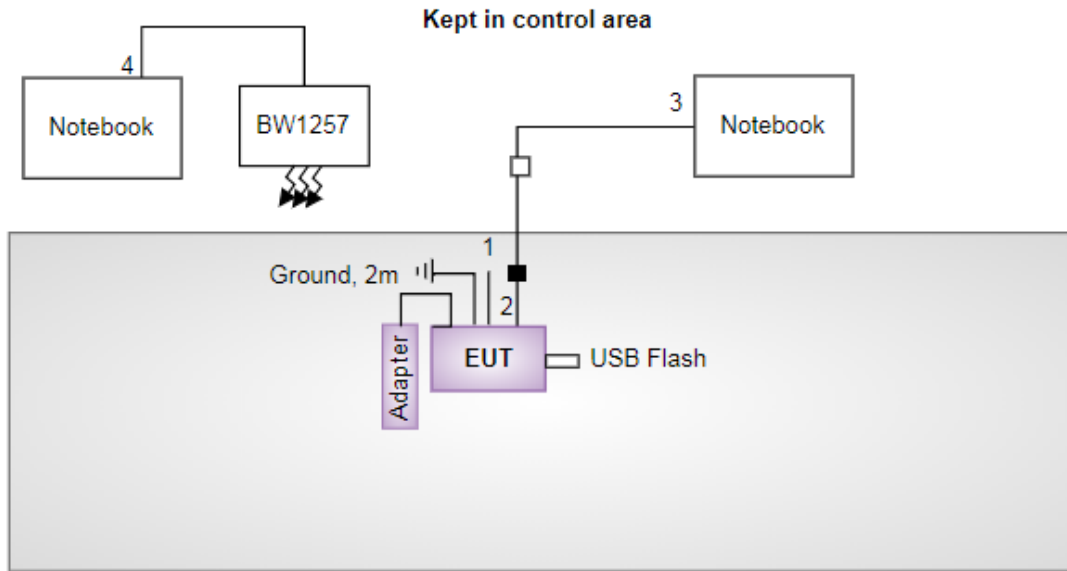 Kept in control area
4
Notebook
BW1257
3
Notebook
1
Ground, 2m
2
Adapter
EUT
USB Flash